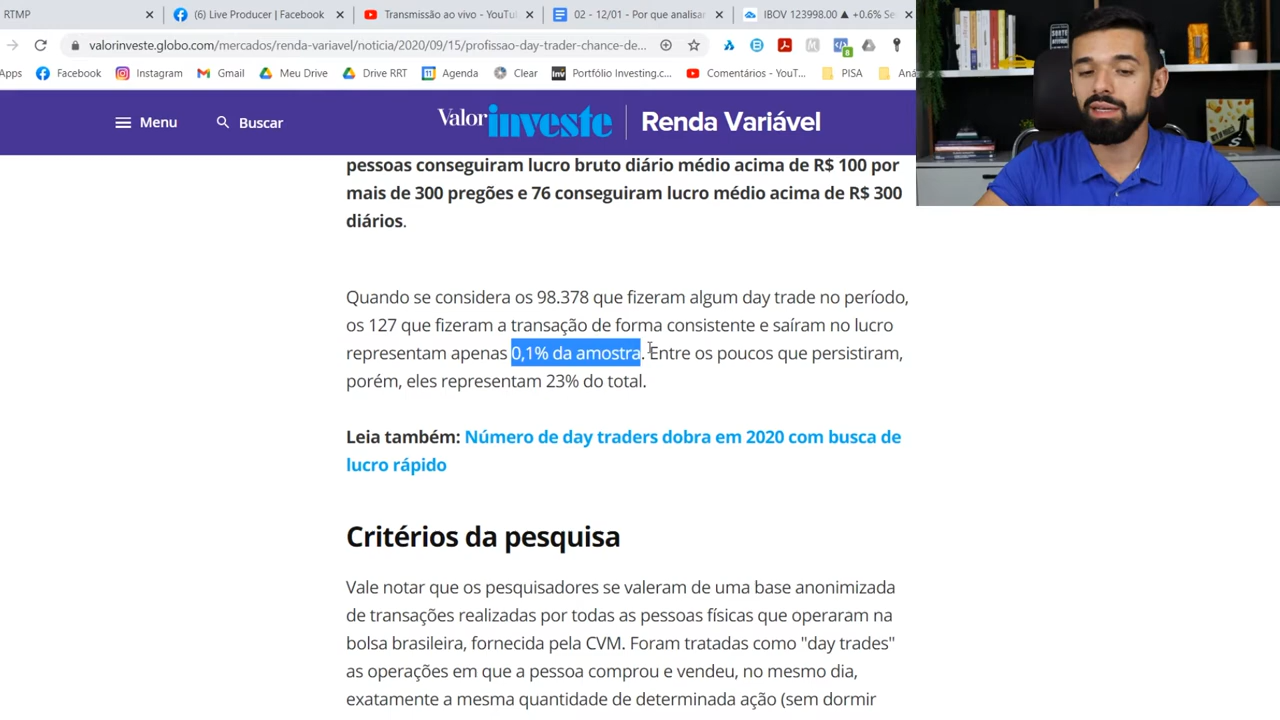 RTMP
(6) Live Producer | Facebook
Transmissão ao vivo - YouTu
02 - 12/01 - Por que analisar
IBOV 123998.00 ▲ +0.6% Se
valorinveste.globo.com/mercados/renda-variavel/noticia/2020/09/15/profissao-day-trader-chance-de...
Apps
Facebook
Instagram
Gmail
Meu Drive
Drive RRT
Agenda
Clear
Portfólio Investing.c...
Comentários - YouT...
PISA
Aná
Menu
Buscar
Valor investe
Renda Variável
pessoas conseguiram lucro bruto diário médio acima de R$ 100 por
mais de 300 pregões e 76 conseguiram lucro médio acima de R$ 300
diários.
Quando se considera os 98.378 que fizeram algum day trade no período,
os 127 que fizeram a transação de forma consistente e saíram no lucro
representam apenas 0,1% da amostra. Entre os poucos que persistiram,
porém, eles representam 23% do total.
Leia também: Número de day traders dobra em 2020 com busca de
lucro rápido
Critérios da pesquisa
Vale notar que os pesquisadores se valeram de uma base anonimizada
de transações realizadas por todas as pessoas físicas que operaram na
bolsa brasileira, fornecida pela CVM. Foram tratadas como "day trades"
as operações em que a pessoa comprou e vendeu, no mesmo dia,
exatamente a mesma quantidade de determinada ação (sem dormir